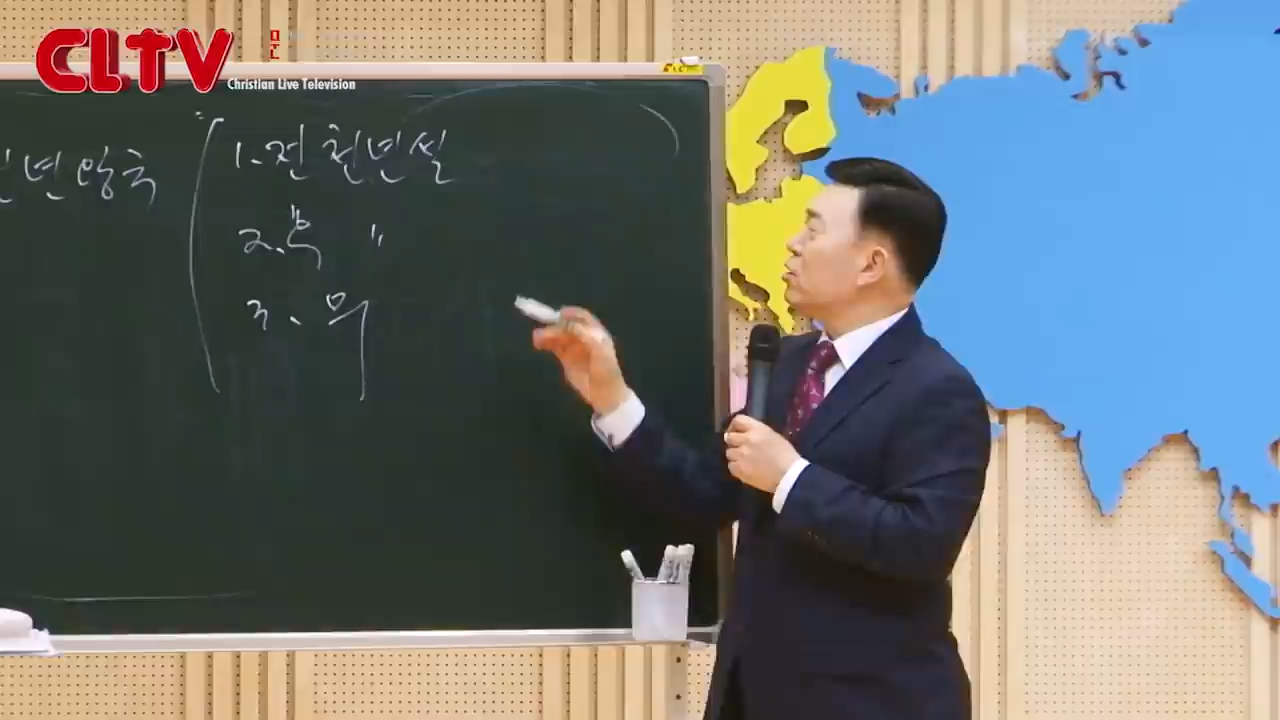 CLTV
Christian Live Television
년왕국
1. 전 천년설
2. 후 "
3. 무